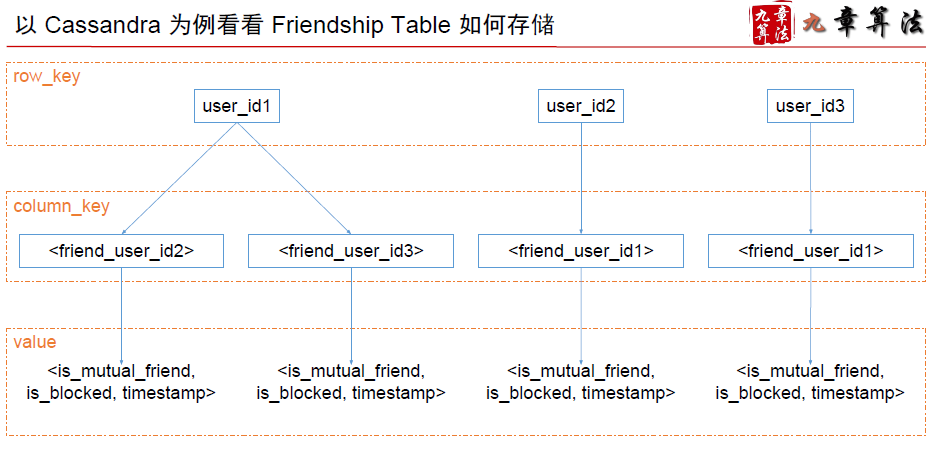 以 Cassandra 为例看看 Friendship Table 如何存储
九章算法
九章算法
row_key
user_id1
user_id2
user_id3
column_key
<friend_user_id2>
<friend_user_id3>
<friend_user_id1>
<friend_user_id1>
value
<is_mutual_friend,
is_blocked, timestamp>
<is_mutual_friend,
is_blocked, timestamp>
<is_mutual_friend,
is_blocked, timestamp>
<is_mutual_friend,
is_blocked, timestamp>